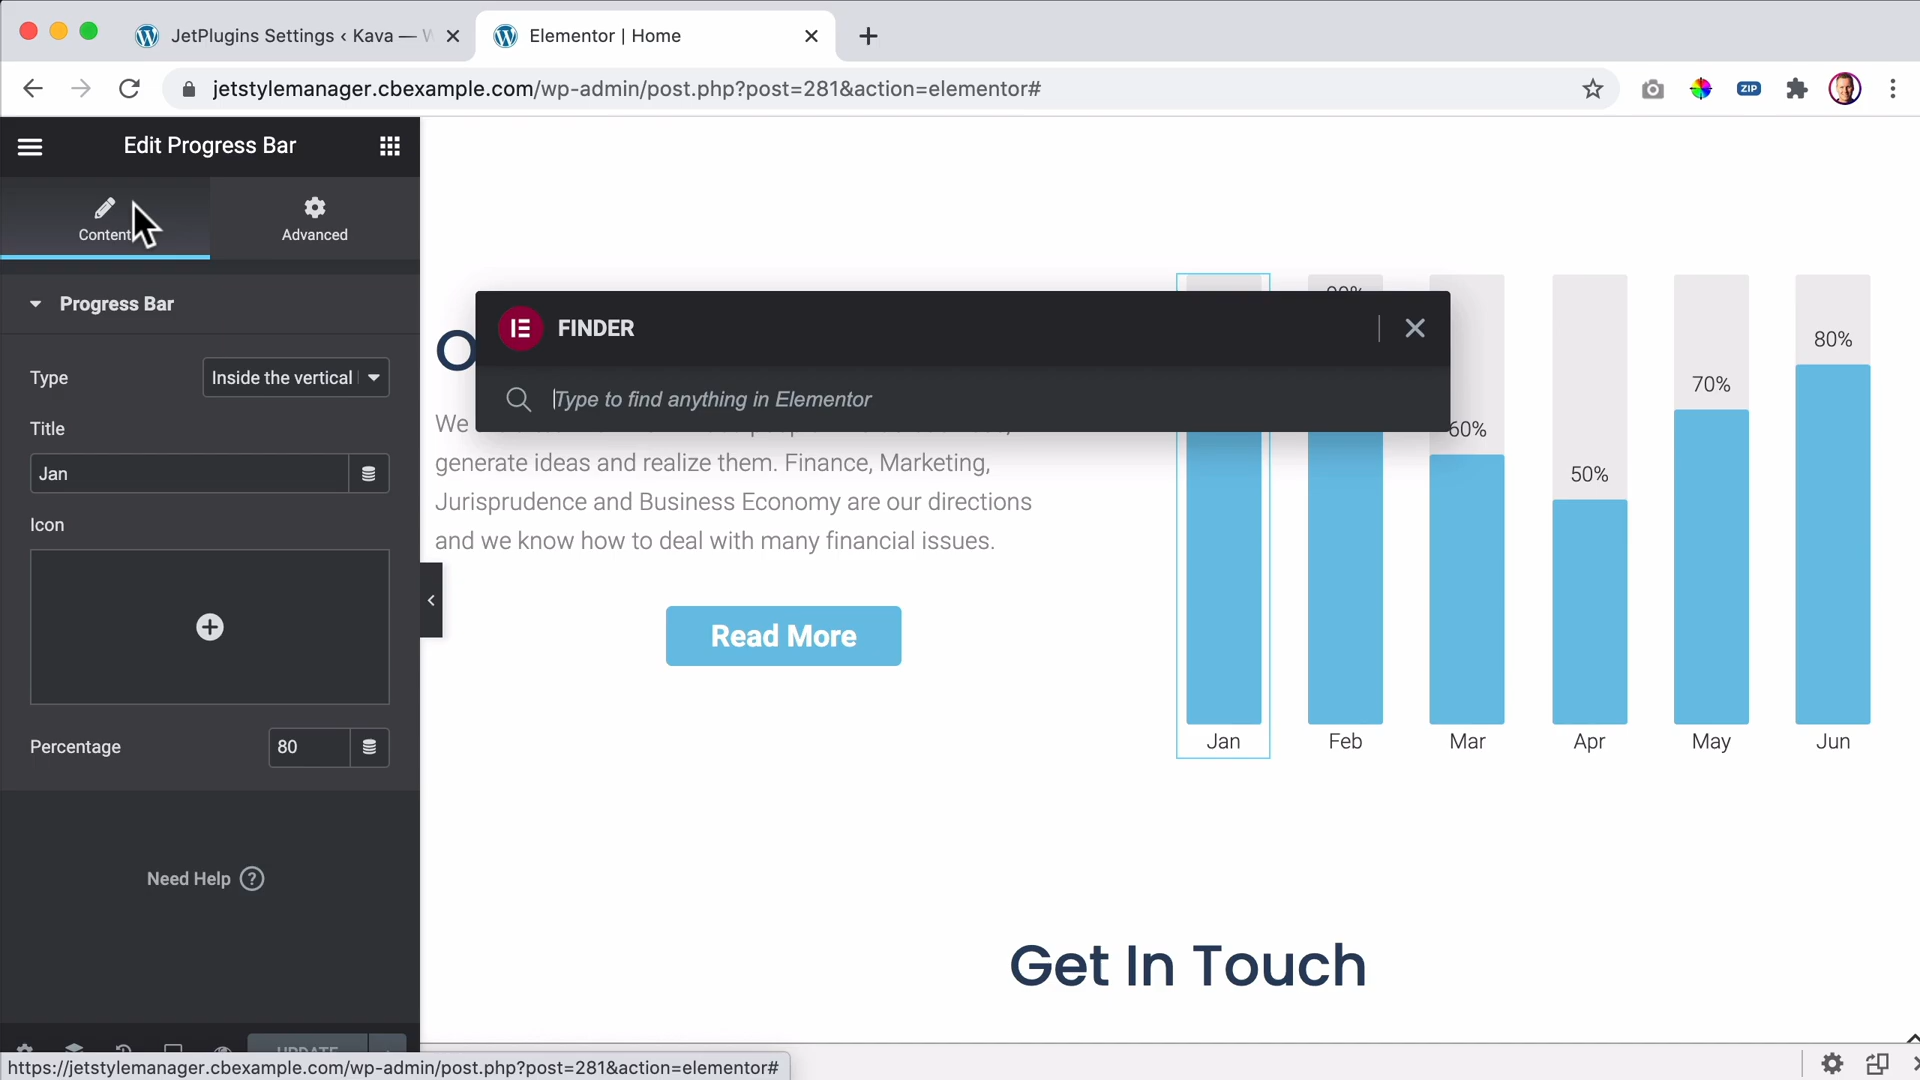 JetPlugins Settings ‹ Kava —
Elementor | Home
jetstylemanager.cbexample.com/wp-admin/post.php?post=281&action=elementor#
ZIP
Edit Progress Bar
Content
Advanced
Progress Bar
Type
Inside the vertical
Title
Jan
Icon
Percentage
80
Need Help
UPDATE
https://jetstylemanager.cbexample.com/wp-admin/post.php?post=281&action=elementor#
FINDER
Type to find anything in Elementor
O
We
generate ideas and realize them. Finance, Marketing,
Jurisprudence and Business Economy are our directions
and we know how to deal with many financial issues.
Read More
60%
50%
70%
80%
Jan
Feb
Mar
Apr
May
Jun
Get In Touch